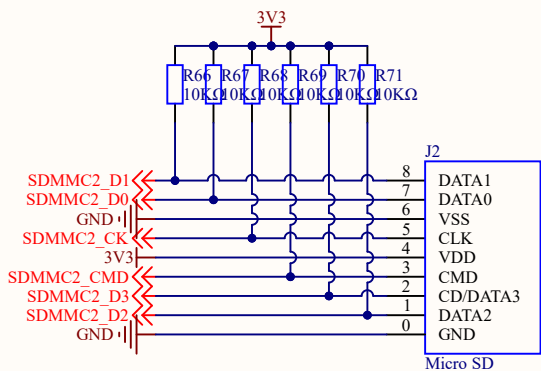 3V3
R66 R67 R68 R69 R70 R71
10KΩ 10KΩ 10KΩ 10KΩ 10KΩ 10KΩ
J2
SDMMC2_D1 8 DATA1
SDMMC2_D0 7 DATA0
GND 6 VSS
SDMMC2_CK 5 CLK
3V3 4 VDD
SDMMC2_CMD 3 CMD
SDMMC2_D3 2 CD/DATA3
SDMMC2_D2 1 DATA2
GND 0 GND
Micro SD